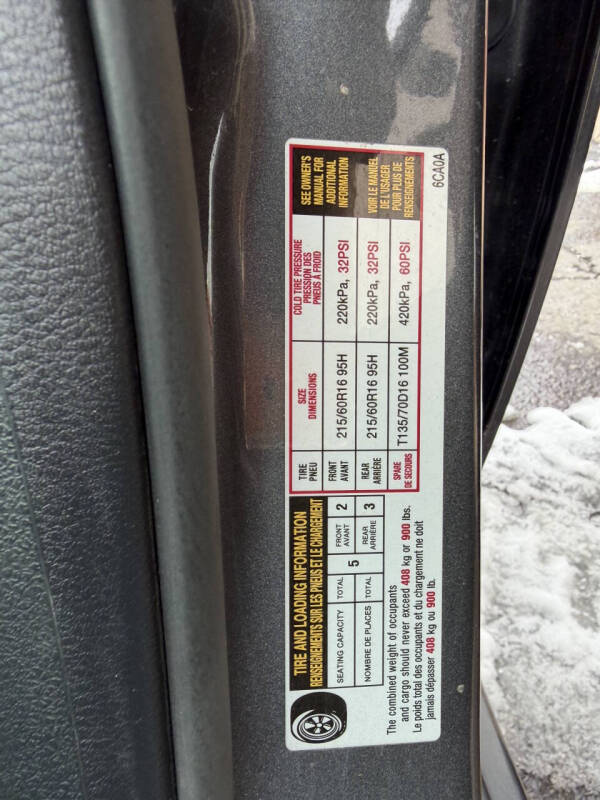 TIRE AND LOADING INFORMATION
RENSEIGNEMENTS SUR LES PNEUS ET LE CHARGEMENT
SEATING CAPACITY TOTAL 5 FRONT AVANT 2
NOMBRE DE PLACES TOTAL REAR ARRIÈRE 3
The combined weight of occupants
and cargo should never exceed 408 kg or 900 lbs.
Le poids total des occupants et du chargement ne doit
jamais dépasser 408 kg ou 900 lb.
TIRE PNEU
SIZE
DIMENSIONS
COLD TIRE PRESSURE
PRESSION DES
PNEUS À FROID
FRONT AVANT 215/60R16 95H 220kPa, 32PSI
REAR ARRIÈRE 215/60R16 95H 220kPa, 32PSI
SPARE DE SECOURS T135/70D16 100M 420kPa, 60PSI
SEE OWNER'S
MANUAL FOR
ADDITIONAL
INFORMATION
VOIR LE MANUEL
DE L'USAGER
POUR PLUS DE
RENSEIGNEMENTS
6CA0A